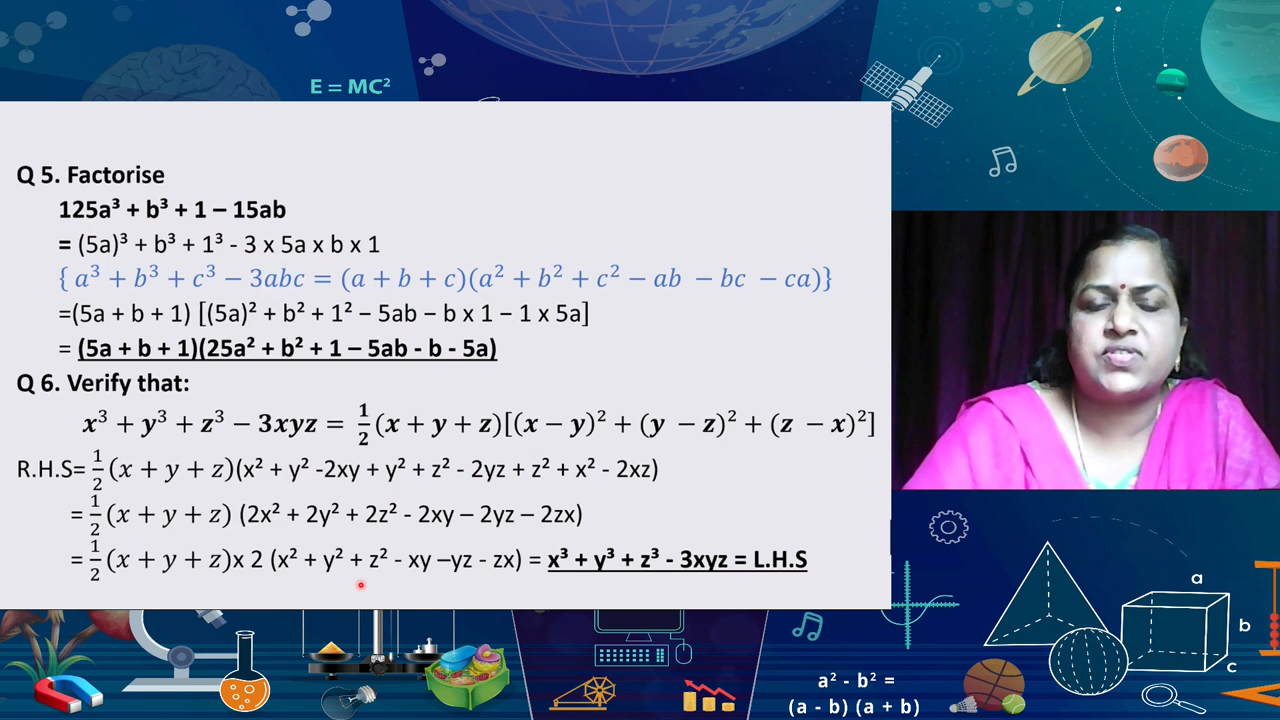 E = MC²
Q 5. Factorise
125a³ + b³ + 1 – 15ab
= (5a)³ + b³ + 1³ - 3 x 5a x b x 1
{ a³ + b³ + c³ − 3abc = (a + b + c)(a² + b² + c² − ab − bc − ca)}
=(5a + b + 1) [(5a)² + b² + 1² − 5ab − b x 1 − 1 x 5a]
= (5a + b + 1)(25a² + b² + 1 – 5ab - b - 5a)
Q 6. Verify that:
x³ + y³ + z³ − 3xyz = 1/2 (x + y + z)[(x − y)² + (y − z)² + (z − x)²]
R.H.S= 1/2 (x + y + z)(x² + y² -2xy + y² + z² - 2yz + z² + x² - 2xz)
= 1/2 (x + y + z) (2x² + 2y² + 2z² - 2xy – 2yz – 2zx)
= 1/2 (x + y + z)x 2 (x² + y² + z² - xy –yz - zx) = x³ + y³ + z³ - 3xyz = L.H.S
a
b
c
a² - b² =
(a - b) (a + b)